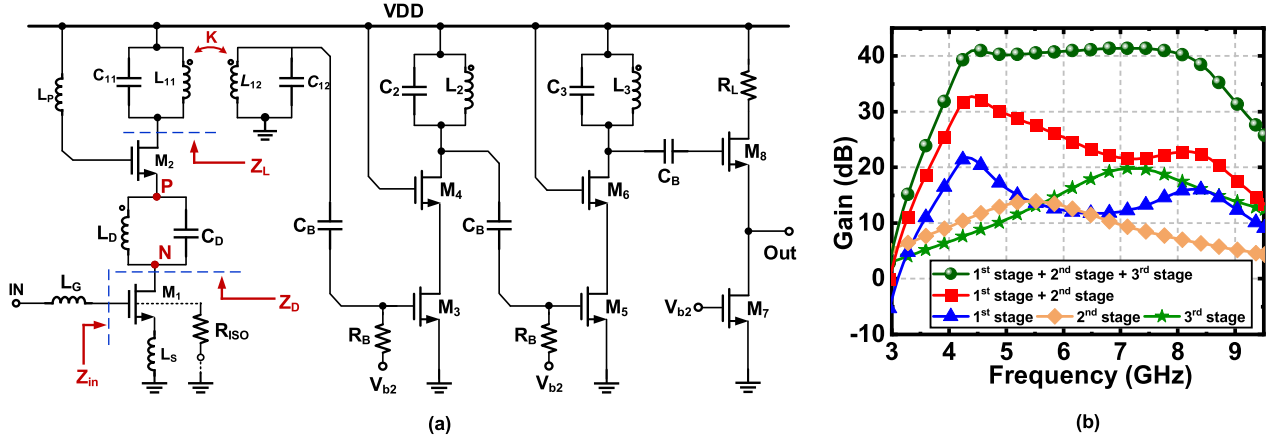 VDD
K
C11
L11
L12
C12
LP
M2
ZL
P
LD
CD
N
IN
LG
M1
ZD
Zin
LS
RISO
CB
RB
Vb2
C2
L2
M4
M3
CB
RB
Vb2
C3
L3
M6
M5
CB
RL
M8
Out
Vb2
M7
(a)
Gain (dB)
40
30
20
10
0
-10
1st stage + 2nd stage + 3rd stage
1st stage + 2nd stage
1st stage 2nd stage 3rd stage
3 4 5 6 7 8 9
Frequency (GHz)
(b)